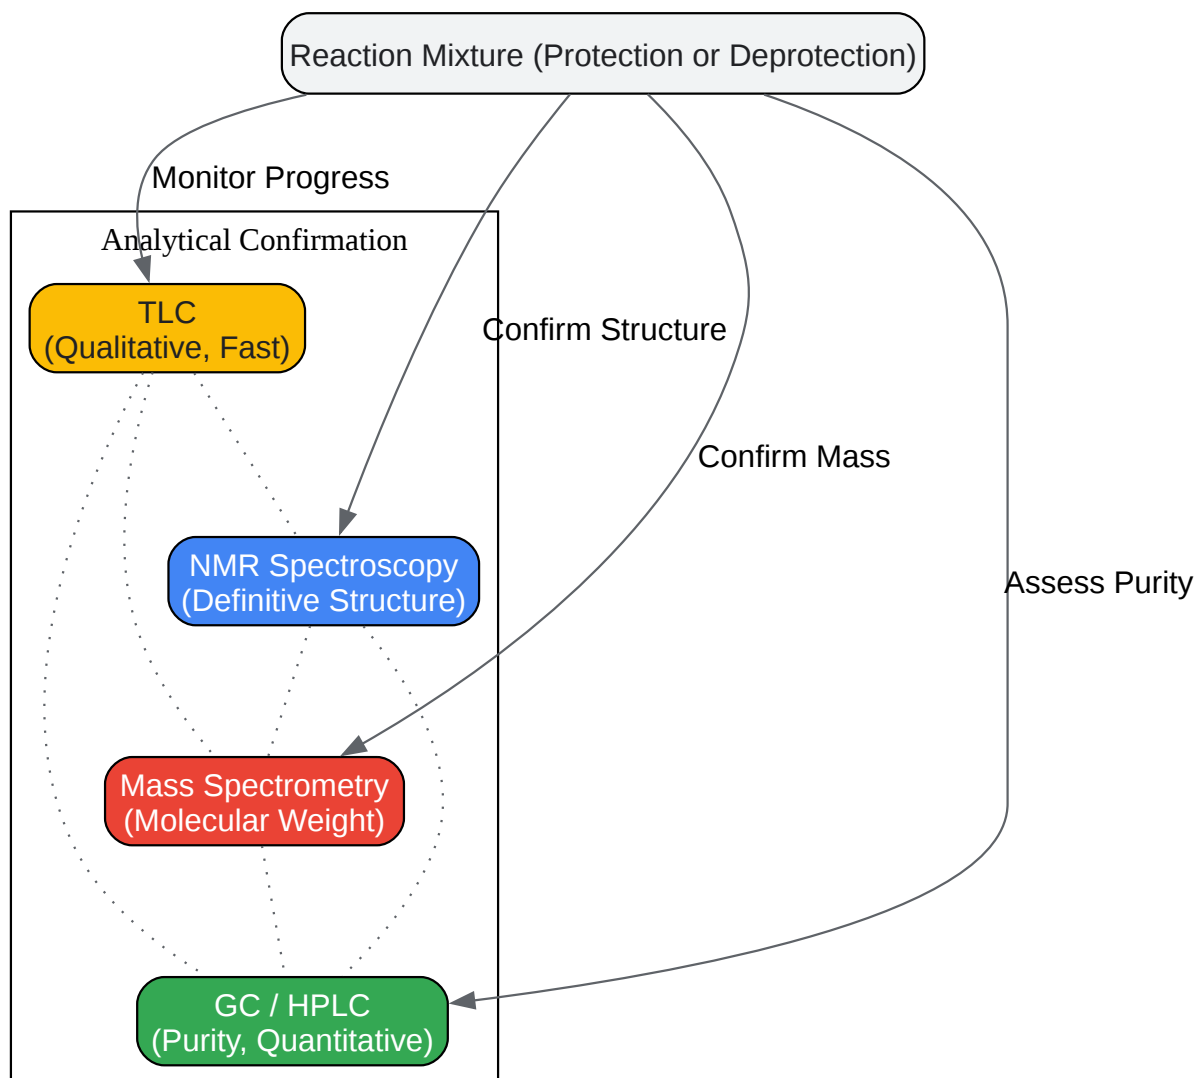 Reaction Mixture (Protection or Deprotection)
Monitor Progress
Analytical Confirmation
TLC
(Qualitative, Fast)
Confirm Structure
Confirm Mass
NMR Spectroscopy
(Definitive Structure)
Assess Purity
Mass Spectrometry
(Molecular Weight)
GC / HPLC
(Purity, Quantitative)